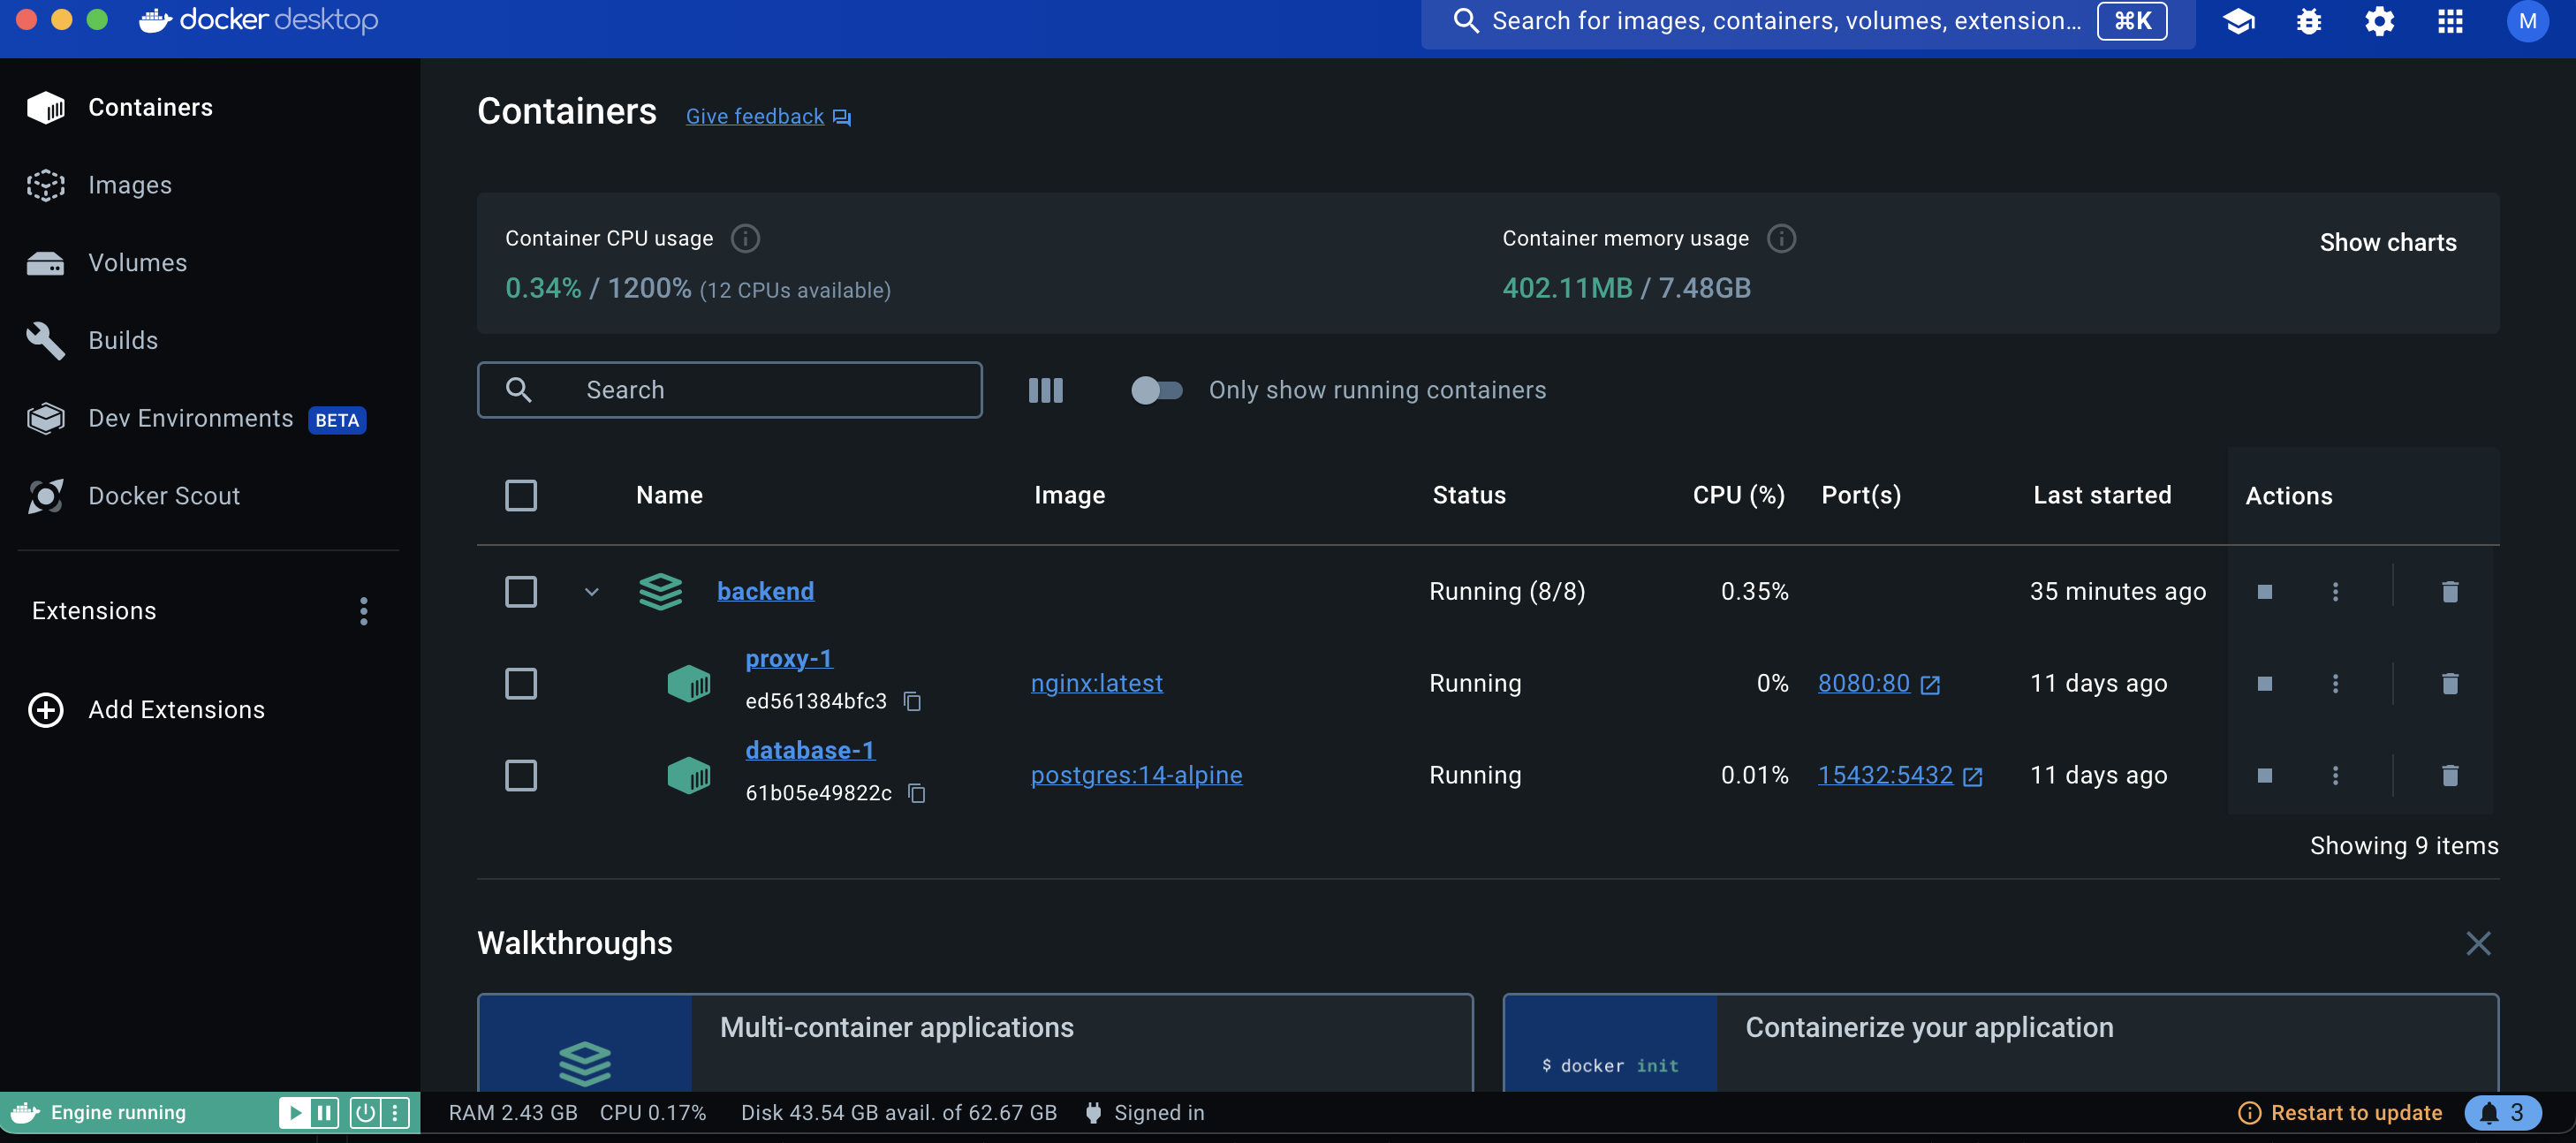 docker desktop
Search for images, containers, volumes, extension... ⌘K
M
Containers
Images
Volumes
Builds
Dev Environments BETA
Docker Scout
Extensions
Add Extensions
Containers Give feedback
Container CPU usage
0.34% / 1200% (12 CPUs available)
Container memory usage
402.11MB / 7.48GB
Show charts
Search
Only show running containers
Name Image Status CPU (%) Port(s) Last started Actions
backend Running (8/8) 0.35% 35 minutes ago
proxy-1
ed561384bfc3
nginx:latest Running 0% 8080:80 11 days ago
database-1
61b05e49822c
postgres:14-alpine Running 0.01% 15432:5432 11 days ago
Showing 9 items
Walkthroughs
Multi-container applications
$ docker init
Containerize your application
Engine running
RAM 2.43 GB CPU 0.17% Disk 43.54 GB avail. of 62.67 GB Signed in
Restart to update 3